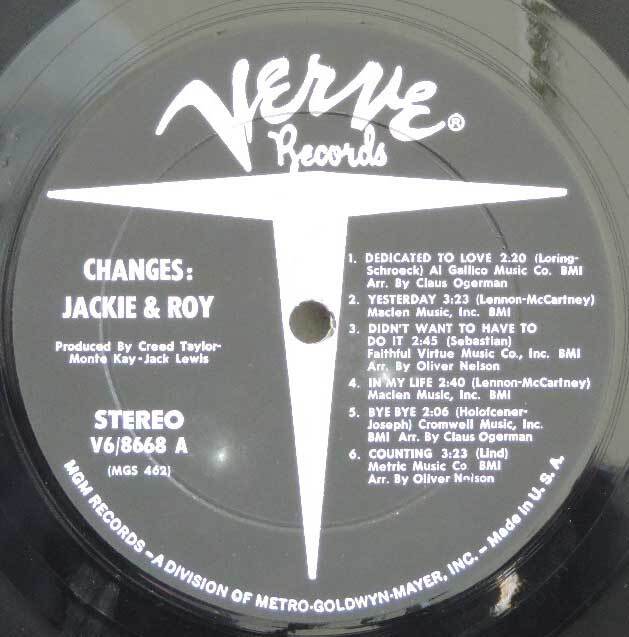 VERVE ®
Records
CHANGES:
JACKIE & ROY
Produced By Creed Taylor-
Monte Kay-Jack Lewis
STEREO
V6/8668 A
(MGS 462)
1. DEDICATED TO LOVE 2:20 (Loring-
Schroeck) Al Gallico Music Co. BMI
Arr. By Claus Ogerman
2. YESTERDAY 3:23 (Lennon-McCartney)
Maclen Music, Inc. BMI
3. DIDN'T WANT TO HAVE TO
DO IT 2:45 (Sebastian)
Faithful Virtue Music Co., Inc. BMI
Arr. By Oliver Nelson
4. IN MY LIFE 2:40 (Lennon-McCartney)
Maclen Music, Inc. BMI
5. BYE BYE 2:06 (Holofcener-
Joseph) Cromwell Music, Inc.
BMI Arr. By Claus Ogerman
6. COUNTING 3:23 (Lind)
Metric Music Co. BMI
Arr. By Oliver Nelson
MGM RECORDS – A DIVISION OF METRO-GOLDWYN-MAYER, INC. – Made in U. S. A.